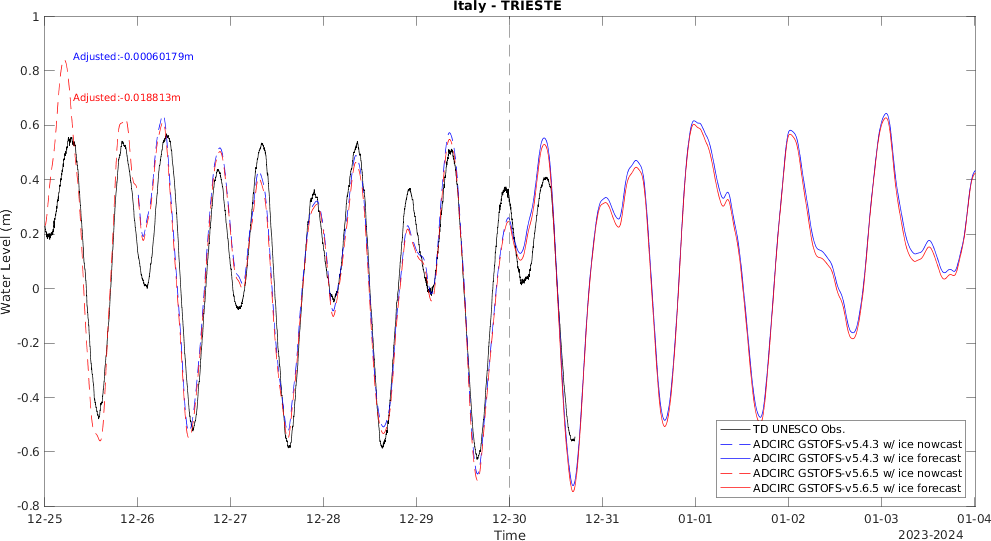 Italy - TRIESTE
Adjusted:-0.00060179m
Adjusted:-0.018813m
Water Level (m)
1
0.8
0.6
0.4
0.2
0
-0.2
-0.4
-0.6
-0.8
12-25
12-26
12-27
12-28
12-29
12-30
12-31
01-01
01-02
01-03
01-04
Time
2023-2024
TD UNESCO Obs.
ADCIRC GSTOFS-v5.4.3 w/ ice nowcast
ADCIRC GSTOFS-v5.4.3 w/ ice forecast
ADCIRC GSTOFS-v5.6.5 w/ ice nowcast
ADCIRC GSTOFS-v5.6.5 w/ ice forecast